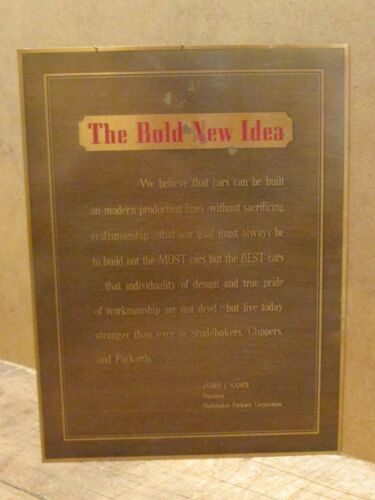 The Bold New Idea
We believe that cars can be built
on modern production lines without sacrificing
craftsmanship - that our goal must always be
to build not the MOST cars but the BEST cars
- that individuality of design and true pride
of workmanship are not dead - but live today
stronger than ever in Studebakers, Clippers,
and Packards.
JAMES J. NANCE
President
Studebaker Packard Corporation